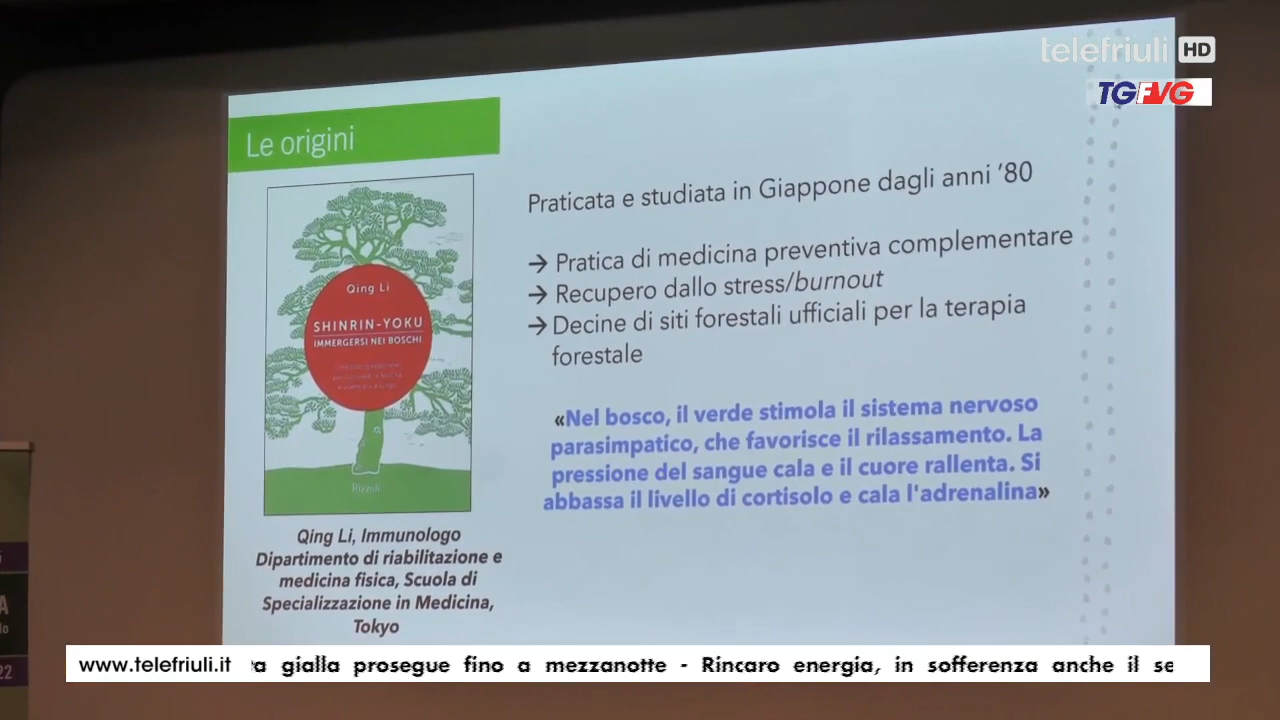 telefriuli HD
TGFVG
Le origini
Qing Li
SHINRIN-YOKU
IMMERGERSI NEI BOSCHI
Rizzoli
Qing Li, Immunologo
Dipartimento di riabilitazione e
medicina fisica, Scuola di
Specializzazione in Medicina,
Tokyo
Praticata e studiata in Giappone dagli anni ‘80
→ Pratica di medicina preventiva complementare
→ Recupero dallo stress/burnout
→ Decine di siti forestali ufficiali per la terapia
forestale
«Nel bosco, il verde stimola il sistema nervoso
parasimpatico, che favorisce il rilassamento. La
pressione del sangue cala e il cuore rallenta. Si
abbassa il livello di cortisolo e cala l'adrenalina»
A
lo
22
www.telefriuli.it a gialla prosegue fino a mezzanotte - Rincaro energia, in sofferenza anche il se